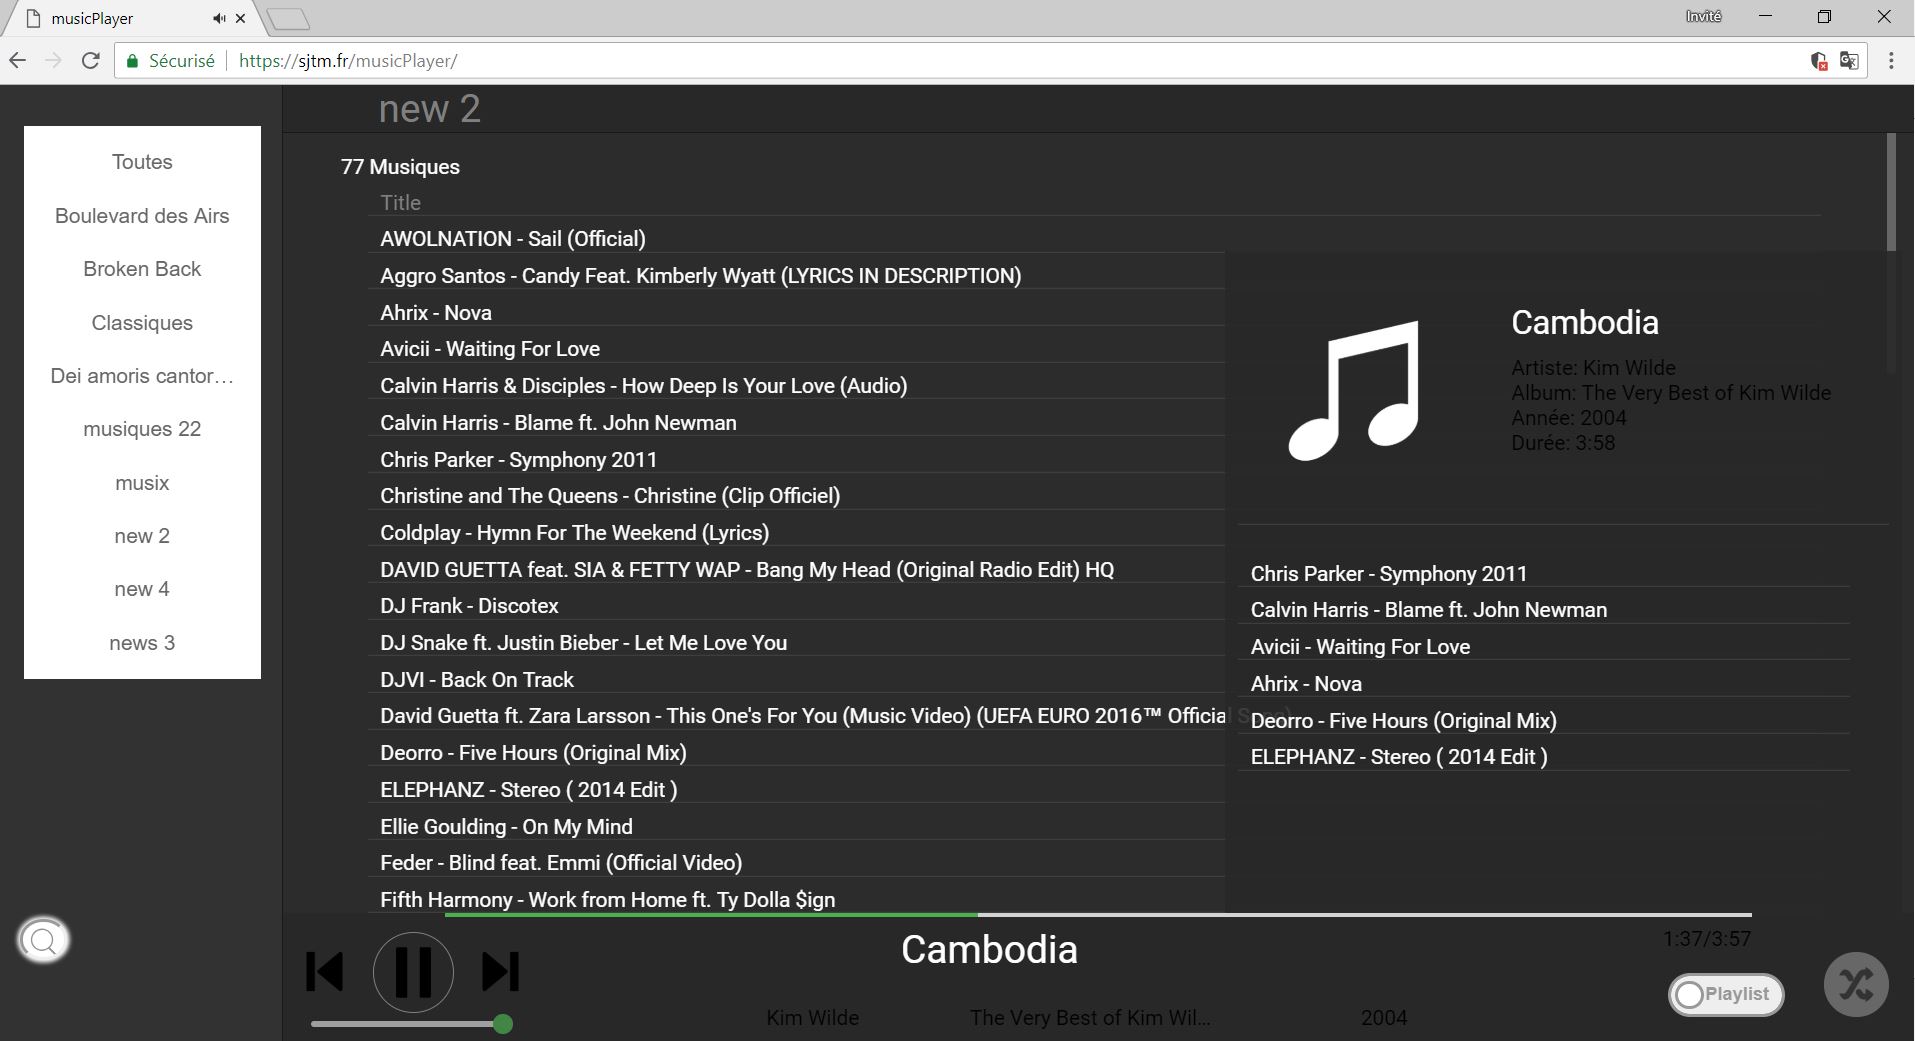 musicPlayer
Invité
Sécurisé
https://sjtm.fr/musicPlayer/
Toutes
Boulevard des Airs
Broken Back
Classiques
Dei amoris cantor…
musiques 22
musix
new 2
new 4
news 3
new 2
77 Musiques
Title
AWOLNATION - Sail (Official)
Aggro Santos - Candy Feat. Kimberly Wyatt (LYRICS IN DESCRIPTION)
Ahrix - Nova
Avicii - Waiting For Love
Calvin Harris & Disciples - How Deep Is Your Love (Audio)
Calvin Harris - Blame ft. John Newman
Chris Parker - Symphony 2011
Christine and The Queens - Christine (Clip Officiel)
Coldplay - Hymn For The Weekend (Lyrics)
DAVID GUETTA feat. SIA & FETTY WAP - Bang My Head (Original Radio Edit) HQ
DJ Frank - Discotex
DJ Snake ft. Justin Bieber - Let Me Love You
DJVI - Back On Track
David Guetta ft. Zara Larsson - This One's For You (Music Video) (UEFA EURO 2016™ Official
Deorro - Five Hours (Original Mix)
ELEPHANZ - Stereo ( 2014 Edit )
Ellie Goulding - On My Mind
Feder - Blind feat. Emmi (Official Video)
Fifth Harmony - Work from Home ft. Ty Dolla $ign
Cambodia
Artiste: Kim Wilde
Album: The Very Best of Kim Wilde
Année: 2004
Durée: 3:58
Chris Parker - Symphony 2011
Calvin Harris - Blame ft. John Newman
Avicii - Waiting For Love
Ahrix - Nova
Deorro - Five Hours (Original Mix)
ELEPHANZ - Stereo ( 2014 Edit )
Cambodia
1:37/3:57
Playlist
Kim Wilde
The Very Best of Kim Wil...
2004